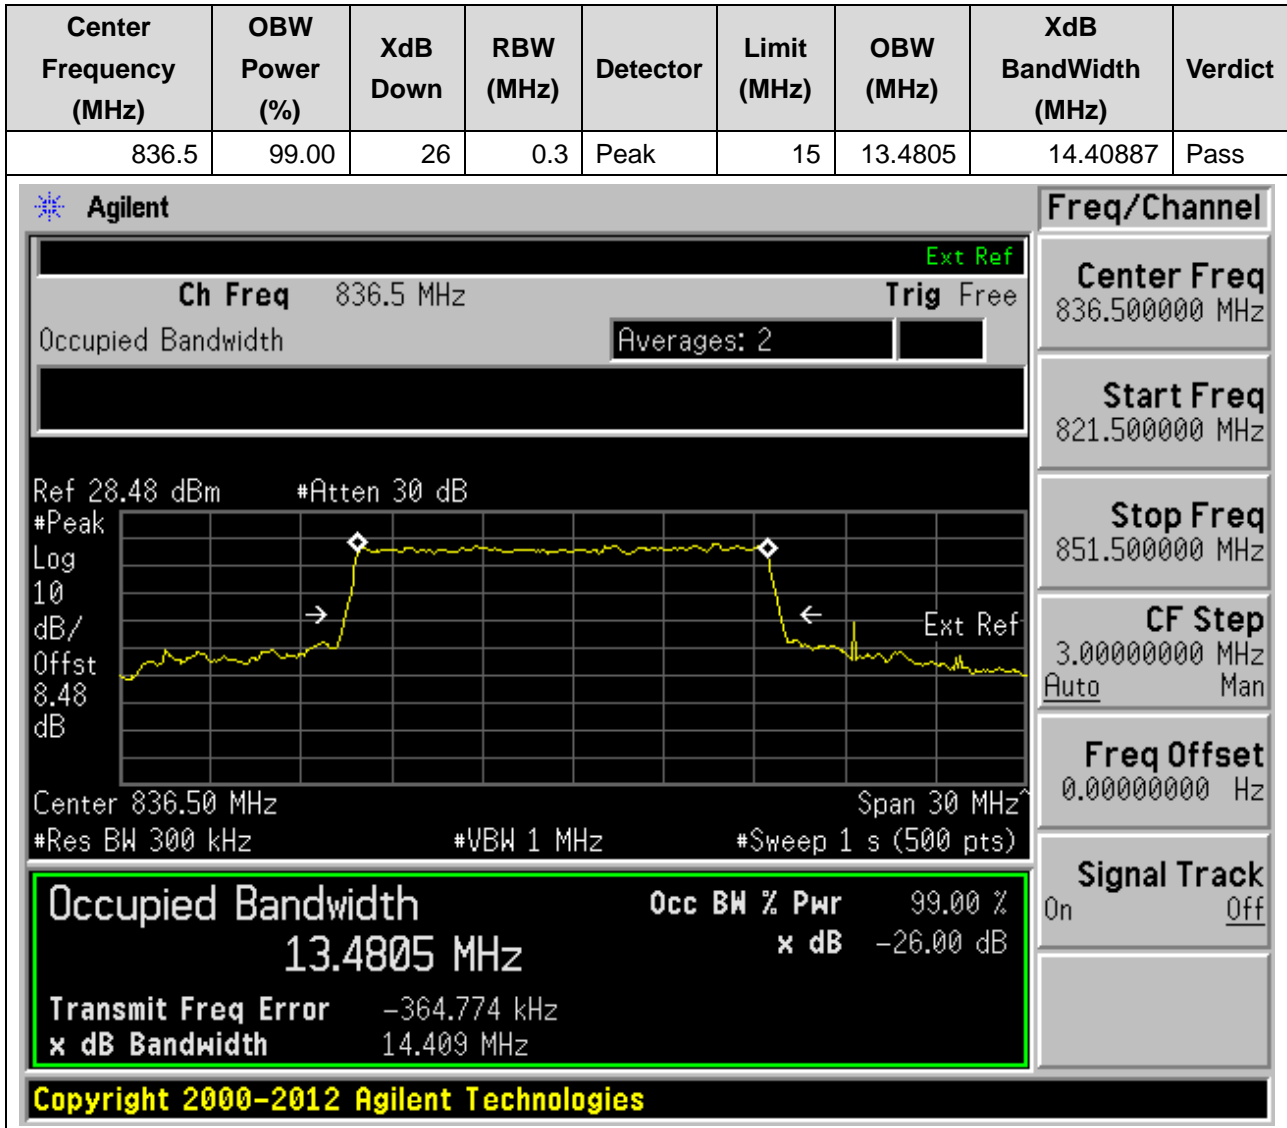 Center Frequency (MHz) OBW Power (%) XdB Down RBW (MHz) Detector Limit (MHz) OBW (MHz) XdB BandWidth (MHz) Verdict
836.5 99.00 26 0.3 Peak 15 13.4805 14.40887 Pass
Agilent
Freq/Channel
Ext Ref
Ch Freq 836.5 MHz Trig Free
Occupied Bandwidth Averages: 2
Center Freq
836.500000 MHz
Start Freq
821.500000 MHz
Stop Freq
851.500000 MHz
CF Step
3.00000000 MHz
Auto Man
Freq Offset
0.00000000 Hz
Signal Track
On Off
Ref 28.48 dBm #Atten 30 dB
#Peak
Log
10
dB/
Offst
8.48
dB
Ext Ref
Center 836.50 MHz Span 30 MHz^
#Res BW 300 kHz #VBW 1 MHz #Sweep 1 s (500 pts)
Occupied Bandwidth
13.4805 MHz
Occ BW % Pwr 99.00 %
x dB -26.00 dB
Transmit Freq Error -364.774 kHz
x dB Bandwidth 14.409 MHz
Copyright 2000-2012 Agilent Technologies